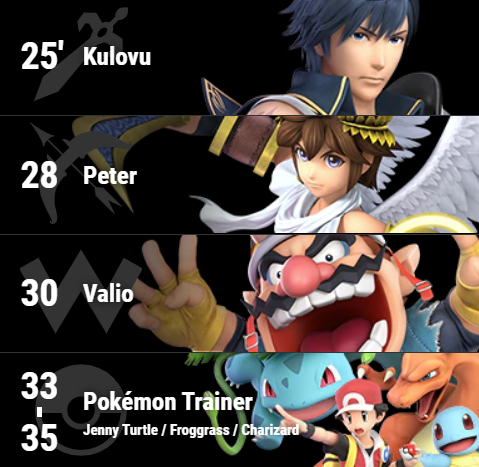 25' Kulovu
28 Peter
30 Valio
33
Pokémon Trainer
Jenny Turtle / Froggrass / Charizard
35